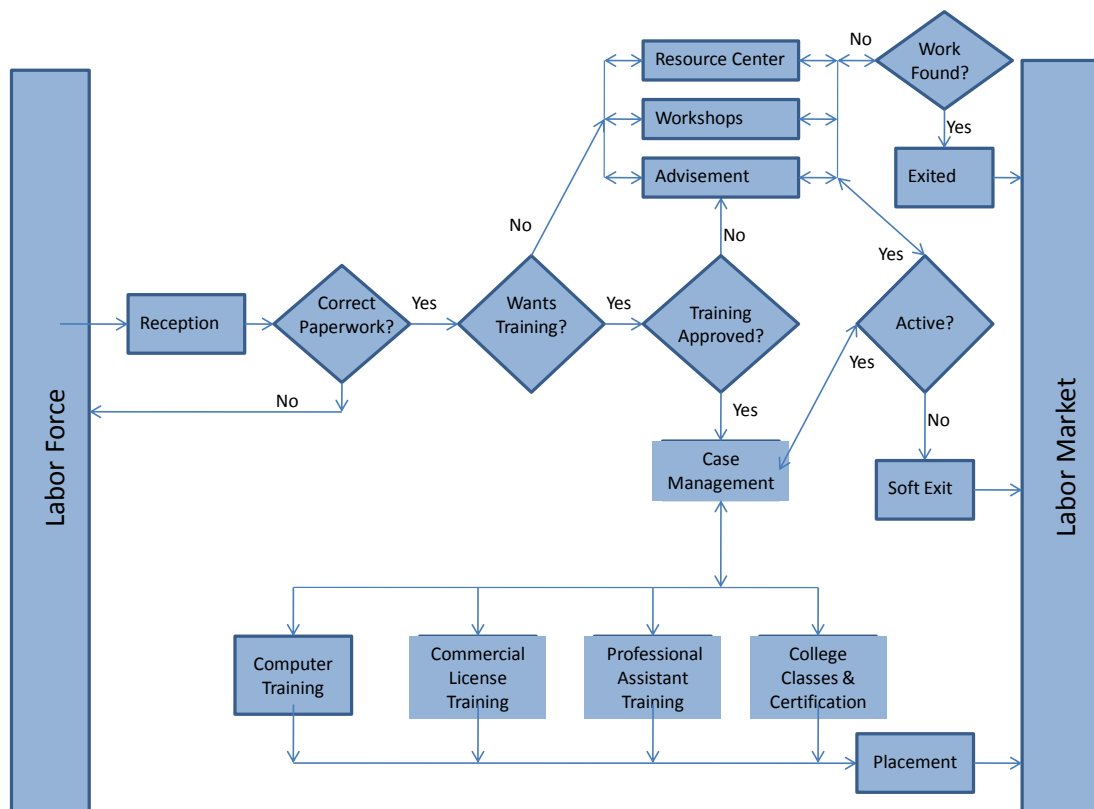 Resource Center
No
Work
Found?
Workshops
Yes
Advisement
Exited
No
No
Yes
Correct
Paperwork?
Yes
Wants
Training?
Yes
Training
Approved?
Active?
Reception
Yes
No
Yes
No
Labor Force
Case
Management
Soft Exit
Labor Market
Computer
Training
Commercial
License
Training
Professional
Assistant
Training
College
Classes &
Certification
Placement